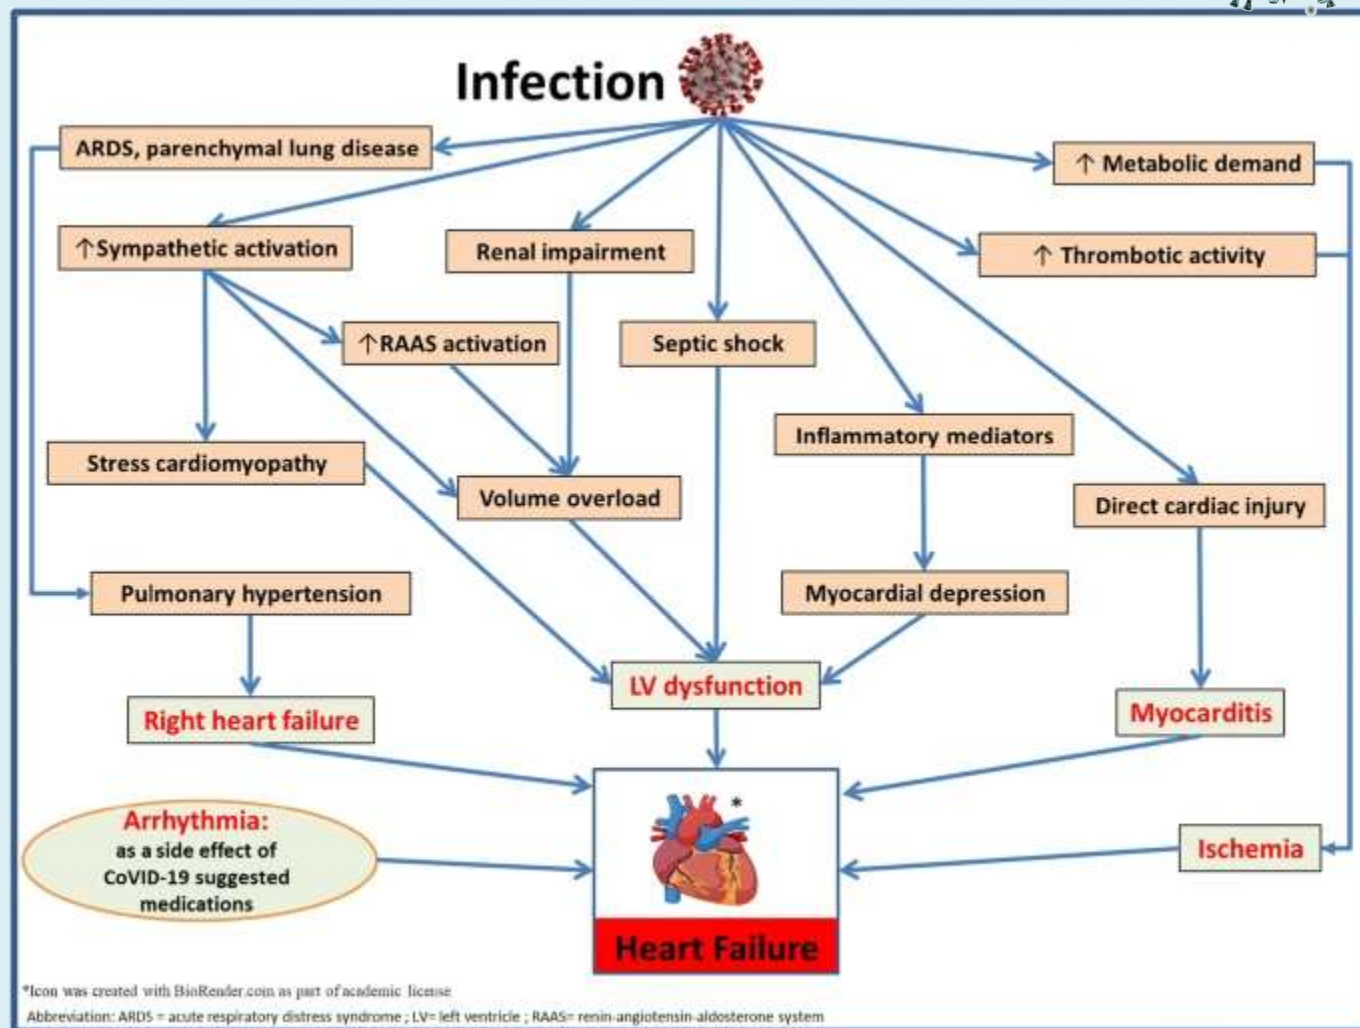 Infection
ARDS, parenchymal lung disease
↑ Metabolic demand
↑Sympathetic activation
Renal impairment
↑ Thrombotic activity
↑RAAS activation
Septic shock
Inflammatory mediators
Stress cardiomyopathy
Volume overload
Direct cardiac injury
Pulmonary hypertension
Myocardial depression
LV dysfunction
Right heart failure
Myocarditis
*
Arrhythmia:
as a side effect of
CoVID-19 suggested
medications
Ischemia
Heart Failure
*Icon was created with BioRender.com as part of academic license
Abbreviation: ARDS = acute respiratory distress syndrome ; LV= left ventricle ; RAAS= renin-angiotensin-aldosterone system